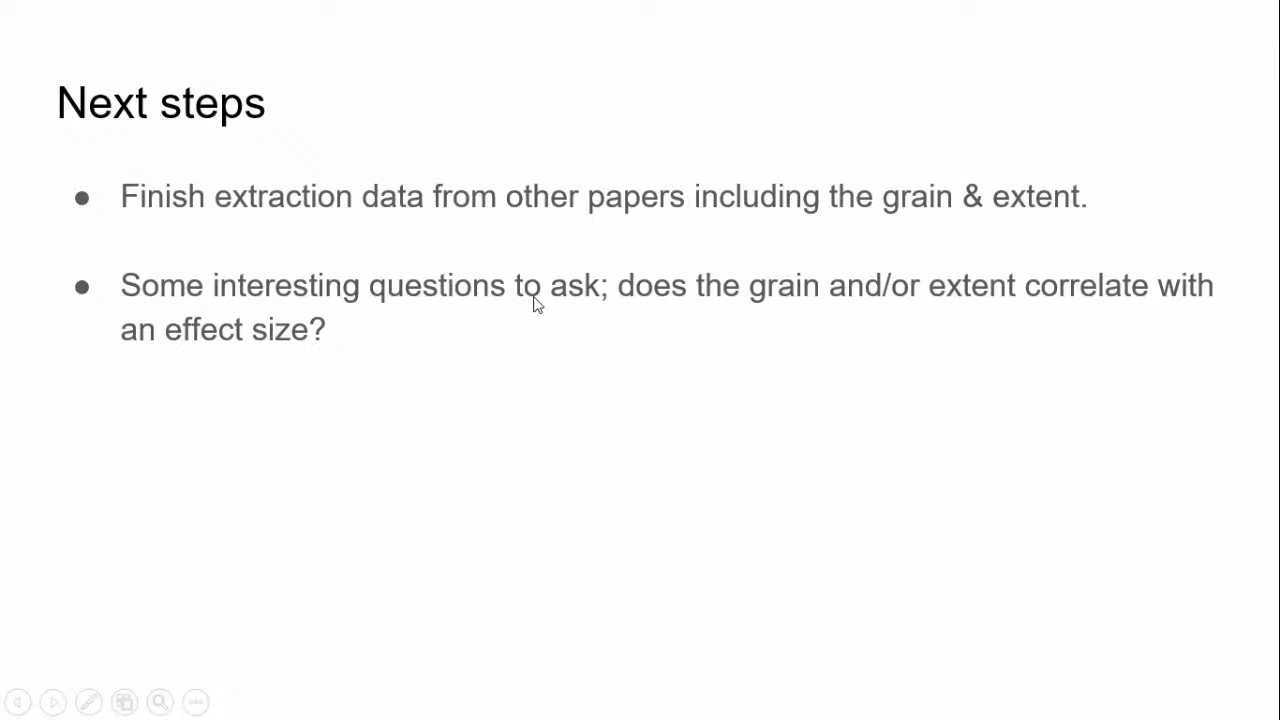 Next steps
● Finish extraction data from other papers including the grain & extent.
● Some interesting questions to ask; does the grain and/or extent correlate with
an effect size?